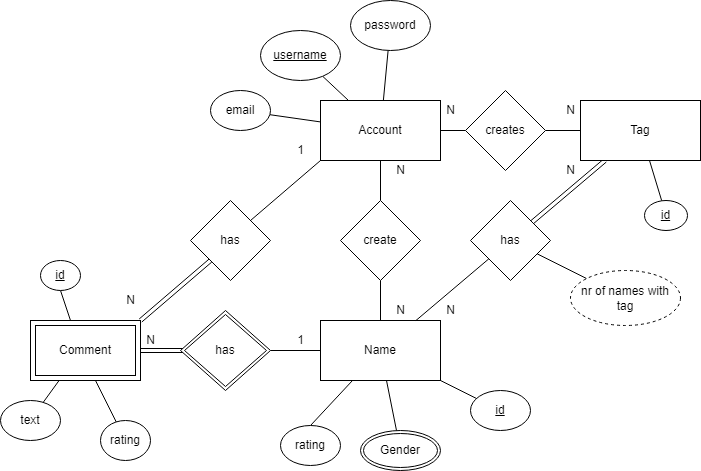 password
username
email
Account
N
creates
N
Tag
1
N
N
has
create
has
id
id
nr of names with
tag
N
N
N
Comment
N
has
1
Name
text
rating
rating
Gender
id